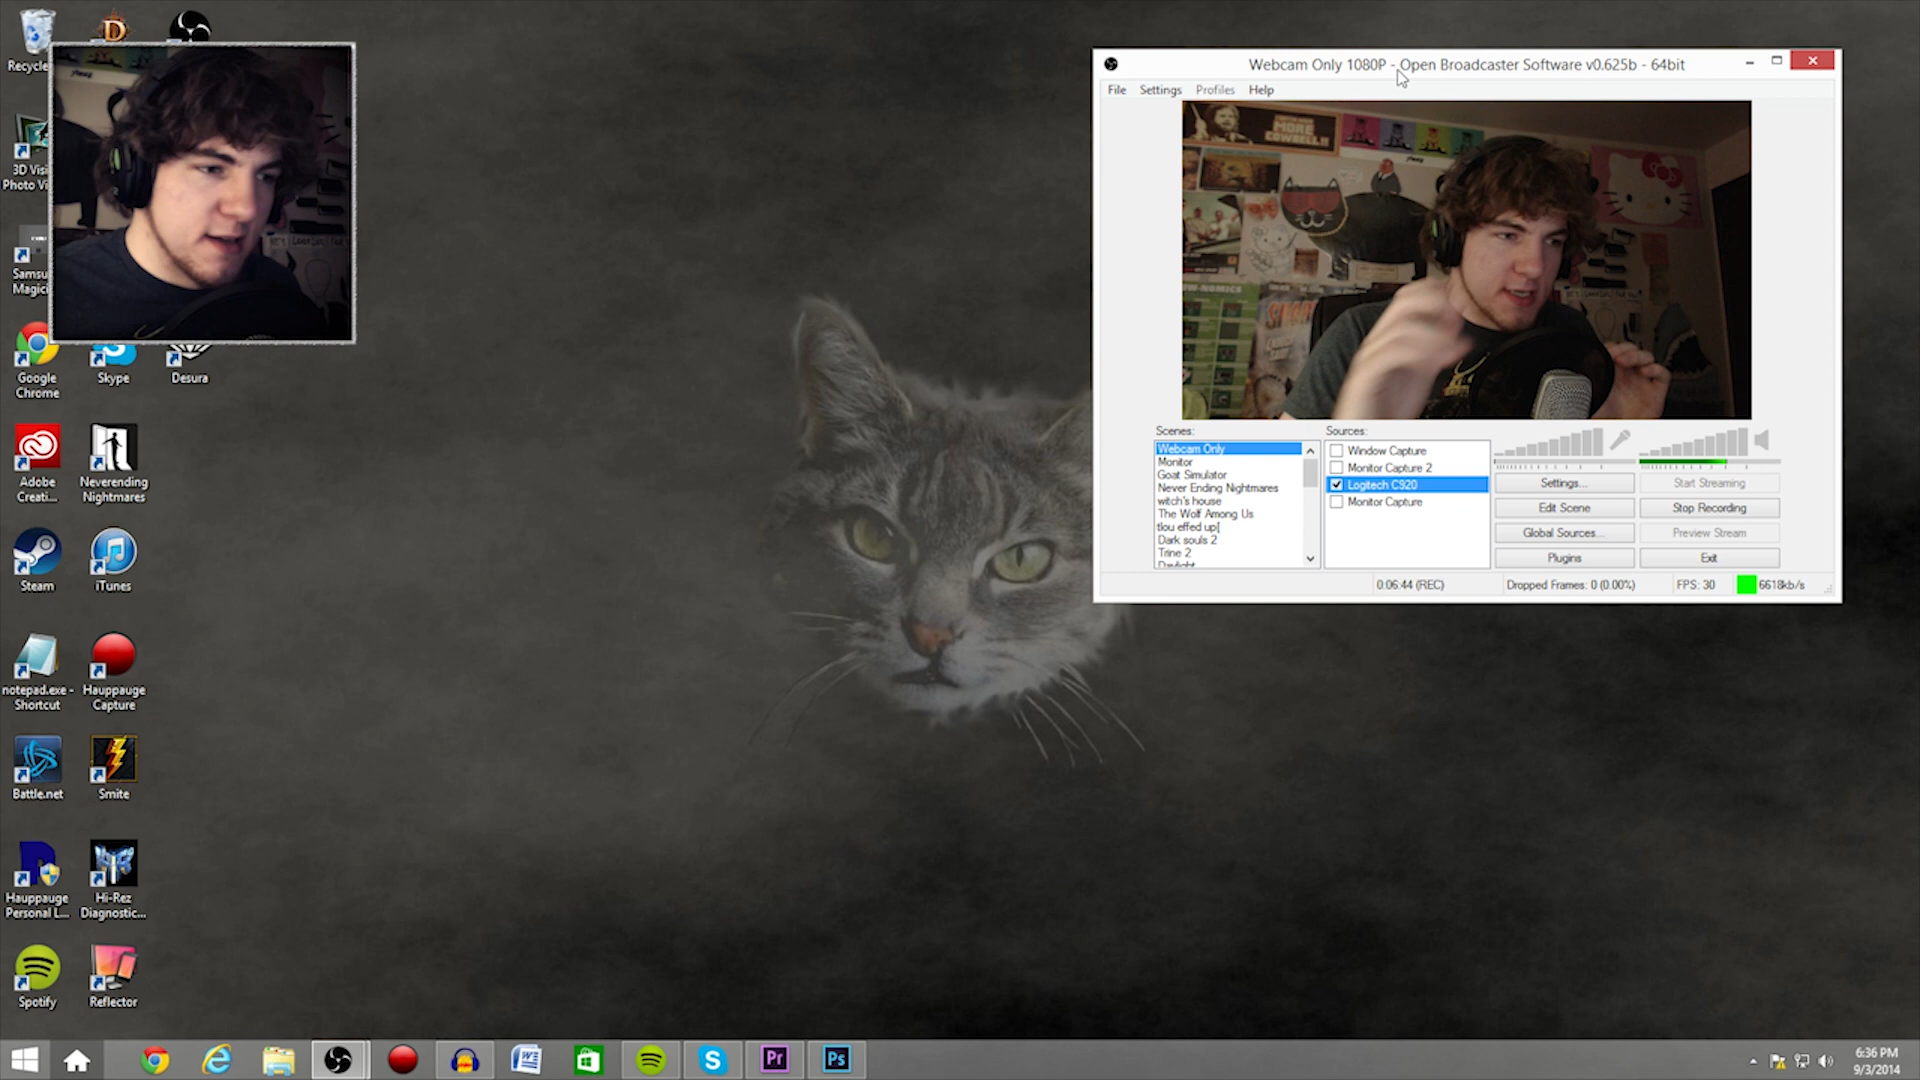 Recycle
3D Vis
Photo Vi
Samsu
Magici
Google
Chrome
Skype
Desura
Adobe
Creati...
Neverending
Nightmares
Steam
iTunes
notepad.exe -
Shortcut
Hauppauge
Capture
Battle.net
Smite
Hauppauge
Personal L...
Hi-Rez
Diagnostic...
Spotify
Reflector
Webcam Only 1080P - Open Broadcaster Software v0.625b - 64bit
File Settings Profiles Help
MORE
COWBELL!!
Scenes:
Webcam Only
Monitor
Goat Simulator
Never Ending Nightmares
witch's house
The Wolf Among Us
tlou effed up[
Dark souls 2
Trine 2
Daylight
Sources:
Window Capture
Monitor Capture 2
Logitech C920
Monitor Capture
Settings...
Start Streaming
Edit Scene
Stop Recording
Global Sources...
Preview Stream
Plugins
Exit
0:06:44 (REC)
Dropped Frames: 0 (0.00%)
FPS: 30
6618kb/s
Pr
Ps
6:36 PM
9/3/2014